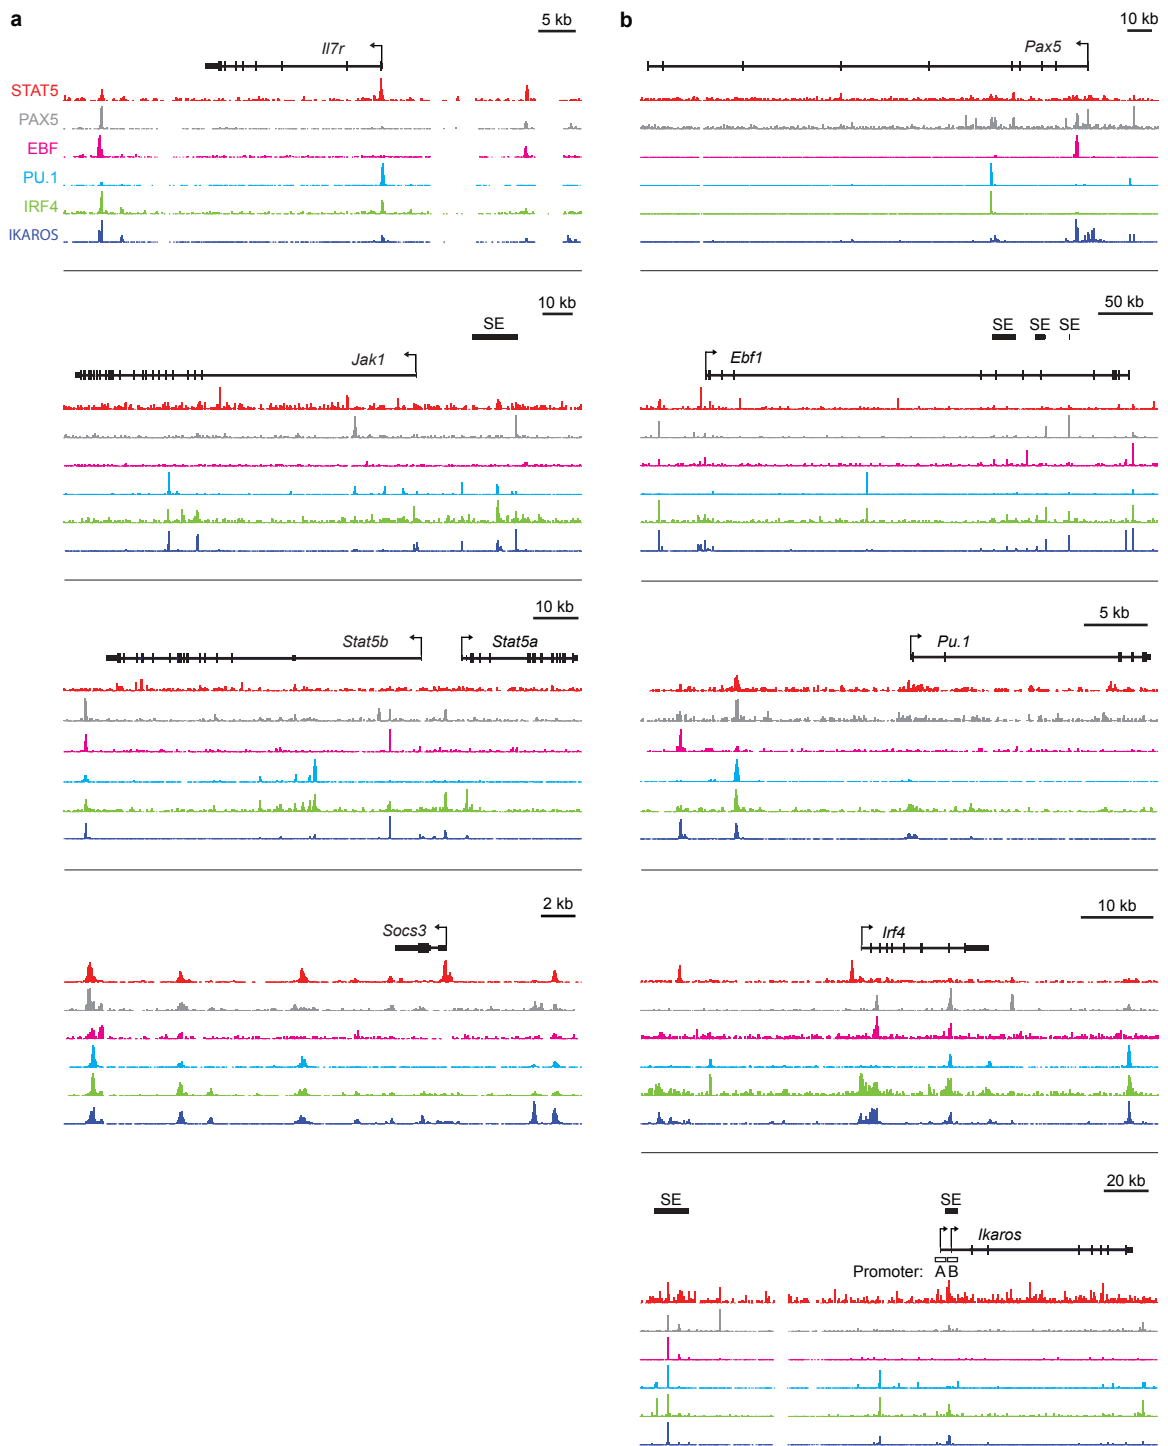 a
5 kb
Il7r
STAT5
PAX5
EBF
PU.1
IRF4
IKAROS
10 kb
SE
Jak1
10 kb
Stat5b
Stat5a
2 kb
Socs3
b
10 kb
Pax5
50 kb
SE SE SE
Ebf1
5 kb
Pu.1
10 kb
Irf4
20 kb
SE SE
Ikaros
Promoter: A B